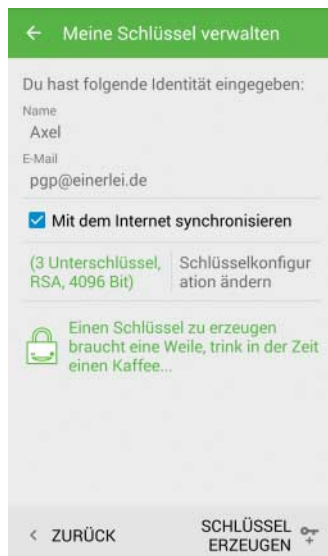 Meine Schlüssel verwalten
Du hast folgende Identität eingegeben:
Name
Axel
E-Mail
pgp@einerlei.de
Mit dem Internet synchronisieren
(3 Unterschlüssel,
RSA, 4096 Bit)
Schlüsselkonfigur
ation ändern
Einen Schlüssel zu erzeugen
braucht eine Weile, trink in der Zeit
einen Kaffee...
ZURÜCK
SCHLÜSSEL
ERZEUGEN